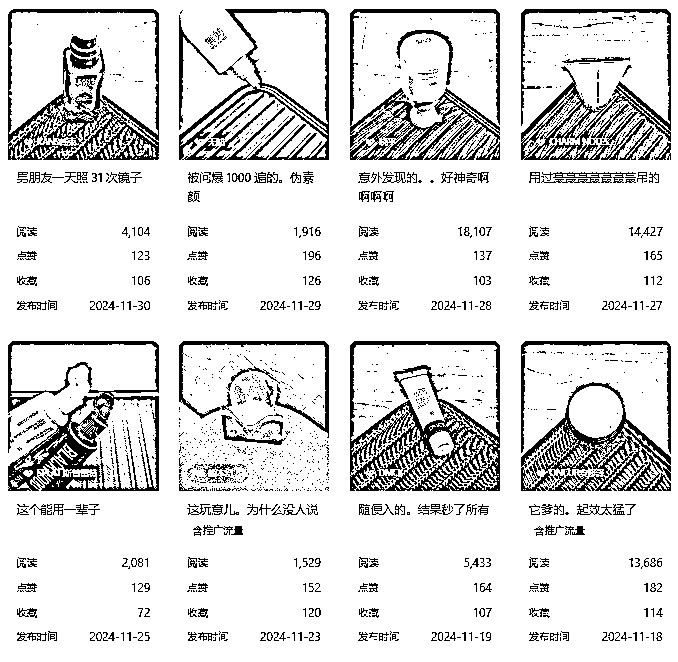 男朋友一天照 31 次镜子
阅读 4,104
点赞 123
收藏 106
发布时间 2024-11-30
被问爆 1000 遍的。伪素
颜
阅读 1,916
点赞 196
收藏 126
发布时间 2024-11-29
意外发现的。。好神奇啊
啊啊啊
阅读 18,107
点赞 137
收藏 103
发布时间 2024-11-28
用过
阅读 14,427
点赞 165
收藏 112
发布时间 2024-11-27
这个能用一辈子
阅读 2,081
点赞 129
收藏 72
发布时间 2024-11-25
这玩意儿。为什么没人说
含推广流量
阅读 1,529
点赞 152
收藏 120
发布时间 2024-11-23
随便入的。结果秒了所有
阅读 5,433
点赞 164
收藏 107
发布时间 2024-11-19
它爹的。起效太猛了
含推广流量
阅读 13,686
点赞 182
收藏 114
发布时间 2024-11-18